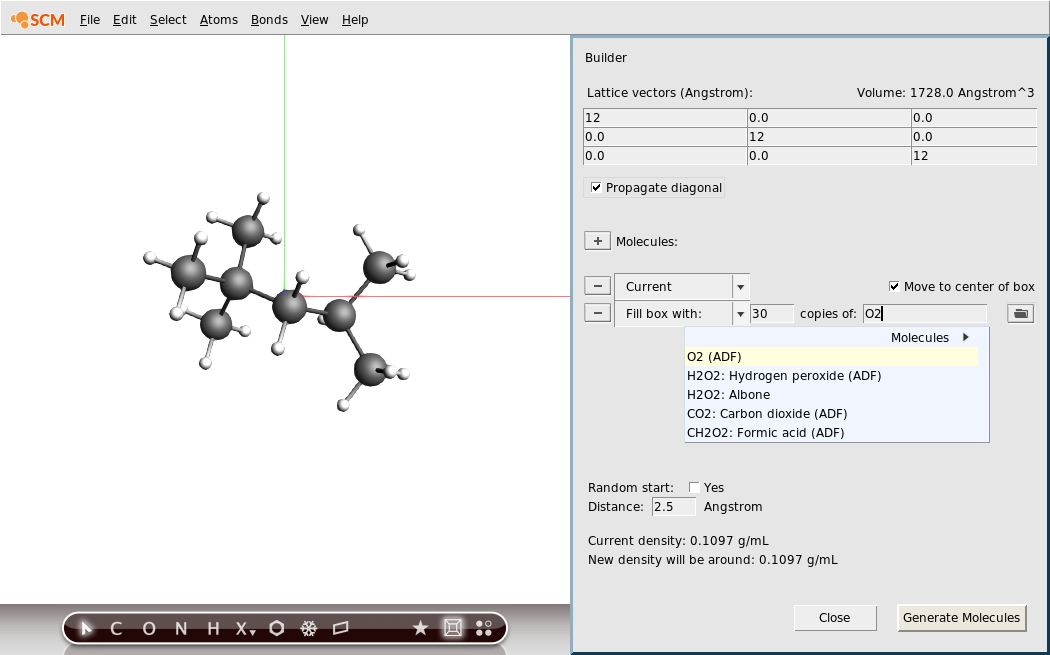 SCM File Edit Select Atoms Bonds View Help
Builder
Lattice vectors (Angstrom): Volume: 1728.0 Angstrom^3
12 0.0 0.0
0.0 12 0.0
0.0 0.0 12
Propagate diagonal
+ Molecules:
− Current Move to center of box
− Fill box with: 30 copies of: O2
Molecules
O2 (ADF)
H2O2: Hydrogen peroxide (ADF)
H2O2: Albone
CO2: Carbon dioxide (ADF)
CH2O2: Formic acid (ADF)
Random start: Yes
Distance: 2.5 Angstrom
Current density: 0.1097 g/mL
New density will be around: 0.1097 g/mL
Close Generate Molecules
C O N H X